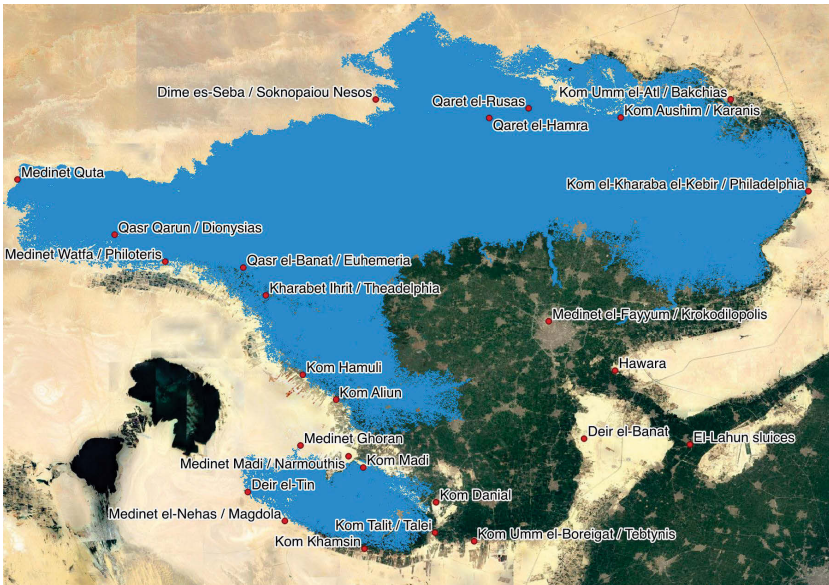 Dime es-Seba / Soknopaiou Nesos
Kom Umm el-Atl / Bakchias
Qaret el-Rusas
Kom Aushim / Karanis
Qaret el-Hamra
Medinet Quta
Kom el-Kharaba el-Kebir / Philadelphia
Qasr Qarun / Dionysias
Medinet Watfa / Philoteris
Qasr el-Banat / Euhemeria
Kharabet Ihrit / Theadelphia
Medinet el-Fayyum / Krokodilopolis
Kom Hamuli
Hawara
Kom Aliun
Deir el-Banat
Medinet Ghoran
El-Lahun sluices
Medinet Madi / Narmouthis
Kom Madi
Deir el-Tin
Kom Danial
Medinet el-Nehas / Magdola
Kom Talit / Talei
Kom Umm el-Boreigat / Tebtynis
Kom Khamsin